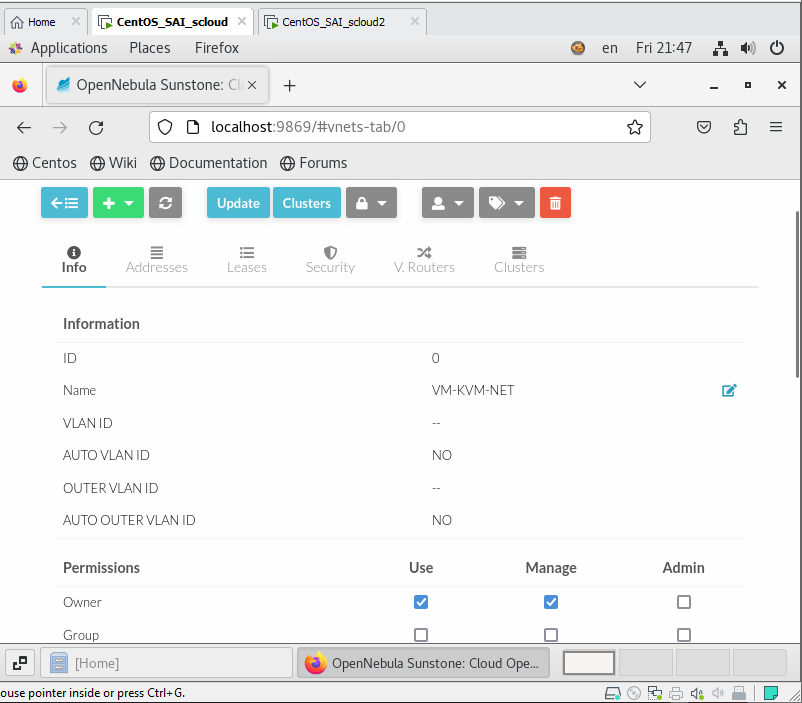 Home CentOS_SAI_scloud CentOS_SAI_scloud2
Applications Places Firefox en Fri 21:47
OpenNebula Sunstone: Cl
localhost:9869/#vnets-tab/0
Centos Wiki Documentation Forums
Update Clusters
Info Addresses Leases Security V. Routers Clusters
Information
ID 0
Name VM-KVM-NET
VLAN ID --
AUTO VLAN ID NO
OUTER VLAN ID --
AUTO OUTER VLAN ID NO
Permissions Use Manage Admin
Owner
Group
[Home] OpenNebula Sunstone: Cloud Ope...
ouse pointer inside or press Ctrl+G.